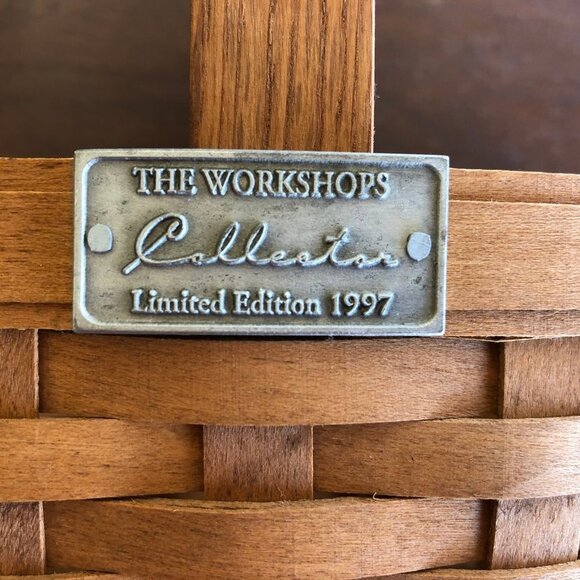 THE WORKSHOPS
Collector
Limited Edition 1997